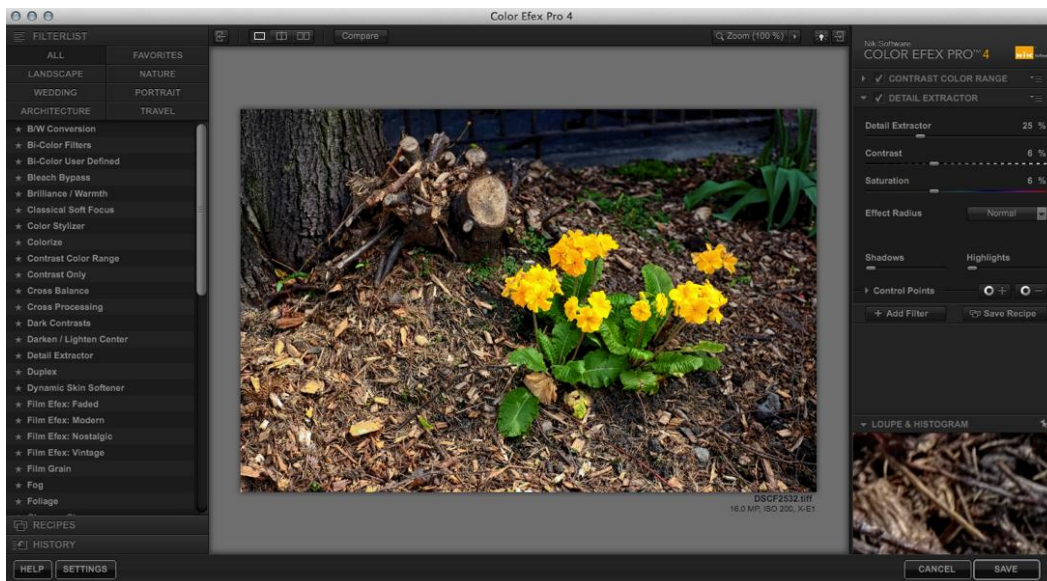 Color Efex Pro 4
FILTERLIST
ALL FAVORITES
LANDSCAPE NATURE
WEDDING PORTRAIT
ARCHITECTURE TRAVEL
B/W Conversion
Bi-Color Filters
Bi-Color User Defined
Bleach Bypass
Brilliance / Warmth
Classical Soft Focus
Color Stylizer
Colorize
Contrast Color Range
Contrast Only
Cross Balance
Cross Processing
Dark Contrasts
Darken / Lighten Center
Detail Extractor
Duplex
Dynamic Skin Softener
Film Efex: Faded
Film Efex: Modern
Film Efex: Nostalgic
Film Efex: Vintage
Film Grain
Fog
Foliage
RECIPES
HISTORY
HELP SETTINGS
Compare
Zoom (100 %)
DSCF2532.tiff
16.0 MP, ISO 200, X-E1
Nik Software
COLOR EFEX PRO™ 4
nik
CONTRAST COLOR RANGE
DETAIL EXTRACTOR
Detail Extractor 25 %
Contrast 6 %
Saturation 6 %
Effect Radius Normal
Shadows Highlights
Control Points
+ Add Filter Save Recipe
LOUPE & HISTOGRAM
CANCEL SAVE